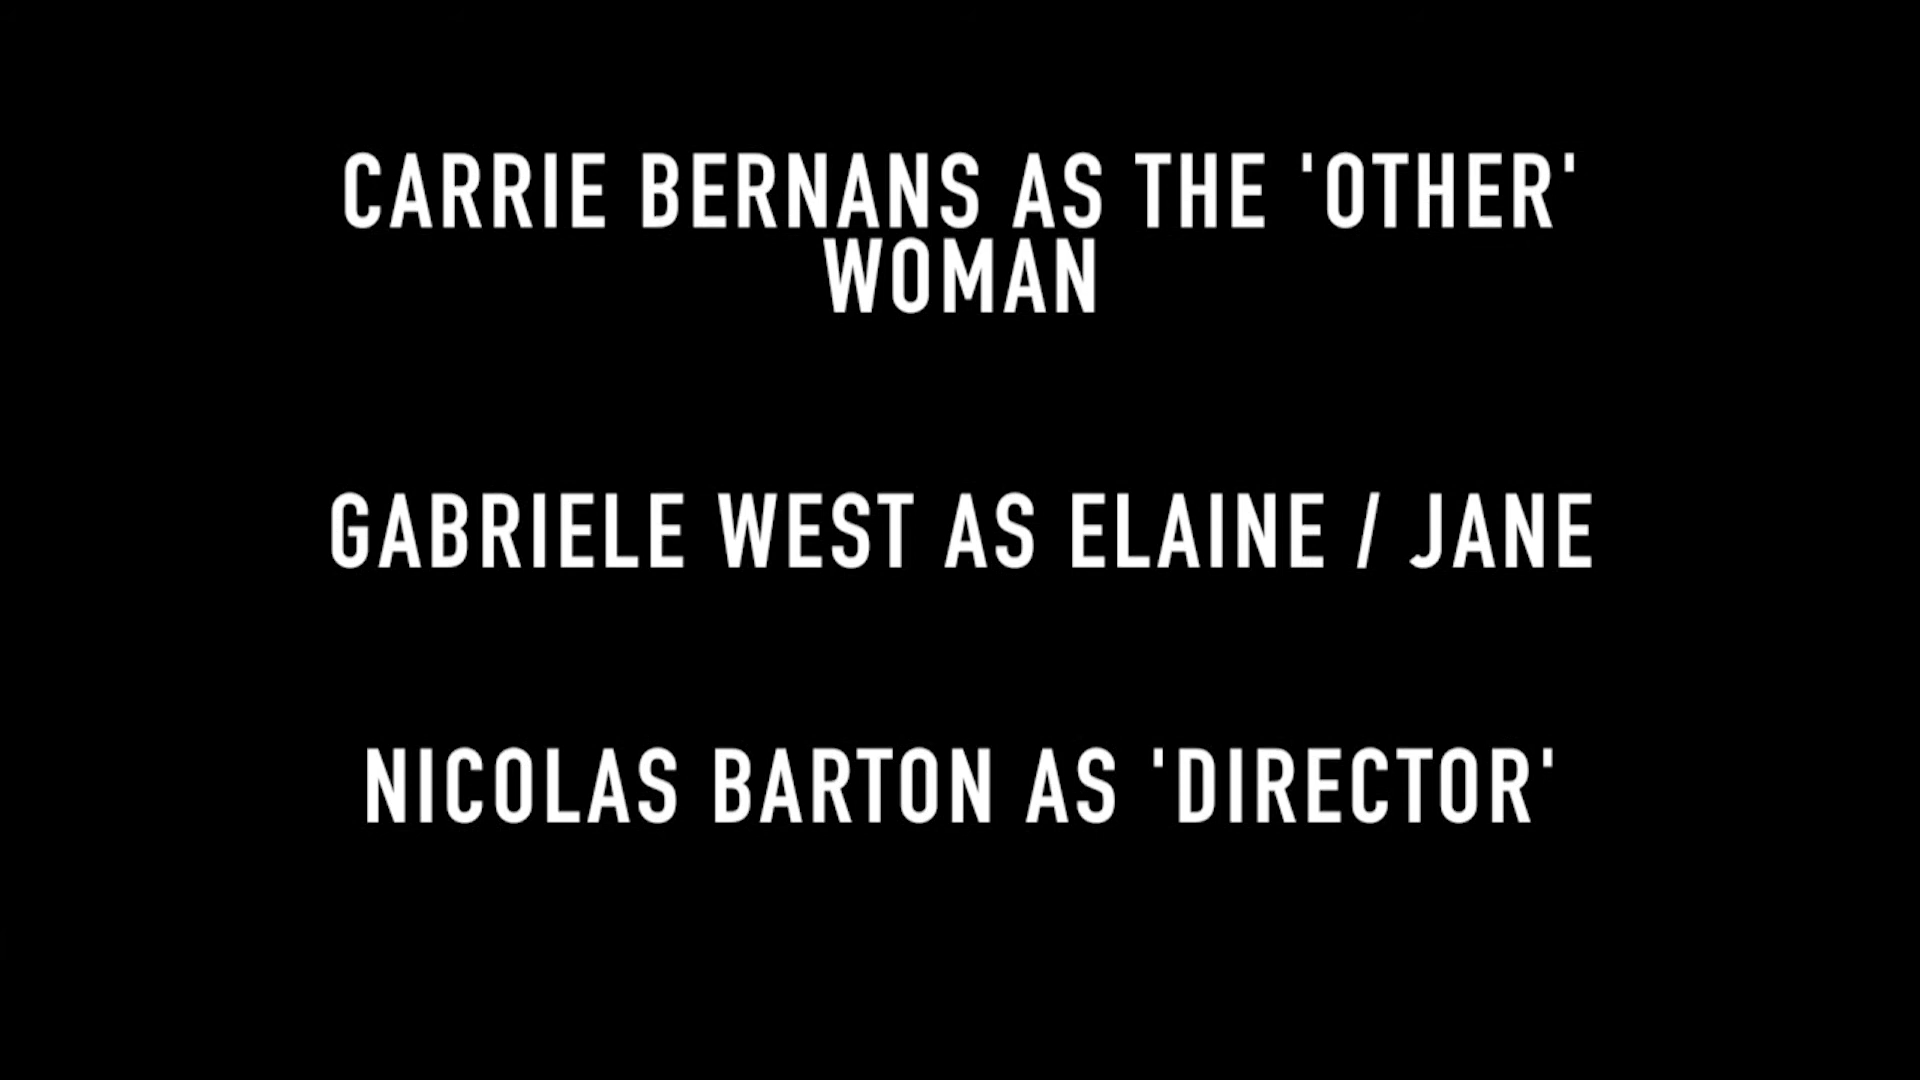 CARRIE BERNANS AS THE 'OTHER'
WOMAN
GABRIELE WEST AS ELAINE / JANE
NICOLAS BARTON AS 'DIRECTOR'